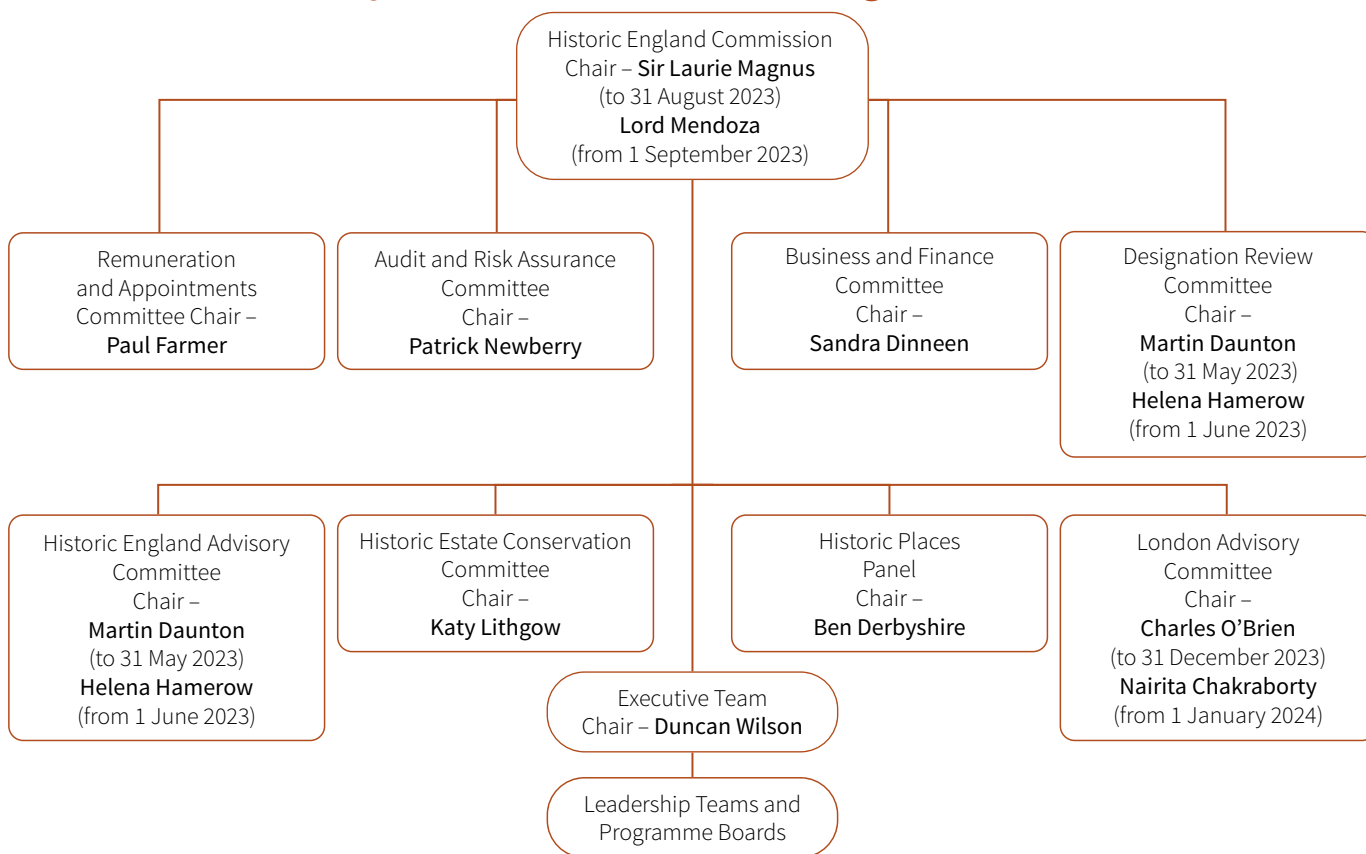 Historic England Commission
Chair – Sir Laurie Magnus
(to 31 August 2023)
Lord Mendoza
(from 1 September 2023)
Remuneration
and Appointments
Committee Chair –
Paul Farmer
Audit and Risk Assurance
Committee
Chair –
Patrick Newberry
Business and Finance
Committee
Chair –
Sandra Dinneen
Designation Review
Committee
Chair –
Martin Daunton
(to 31 May 2023)
Helena Hamerow
(from 1 June 2023)
Historic England Advisory
Committee
Chair –
Martin Daunton
(to 31 May 2023)
Helena Hamerow
(from 1 June 2023)
Historic Estate Conservation
Committee
Chair –
Katy Lithgow
Historic Places
Panel
Chair –
Ben Derbyshire
London Advisory
Committee
Chair –
Charles O’Brien
(to 31 December 2023)
Nairita Chakraborty
(from 1 January 2024)
Executive Team
Chair – Duncan Wilson
Leadership Teams and
Programme Boards